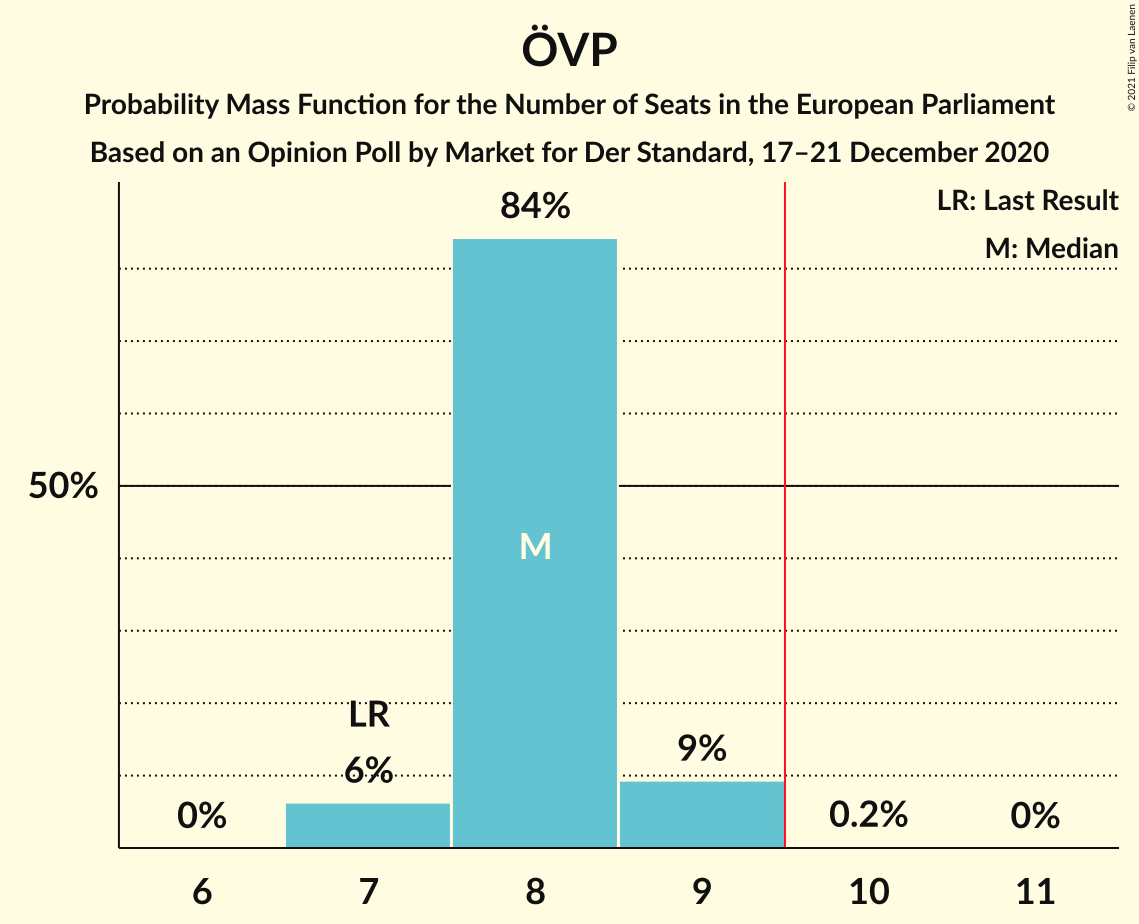 ÖVP
Probability Mass Function for the Number of Seats in the European Parliament
Based on an Opinion Poll by Market for Der Standard, 17–21 December 2020
© 2021 Filip van Laenen
LR: Last Result
M: Median
84%
50%
M
LR
6%
9%
0%
0.2%
0%
6 7 8 9 10 11